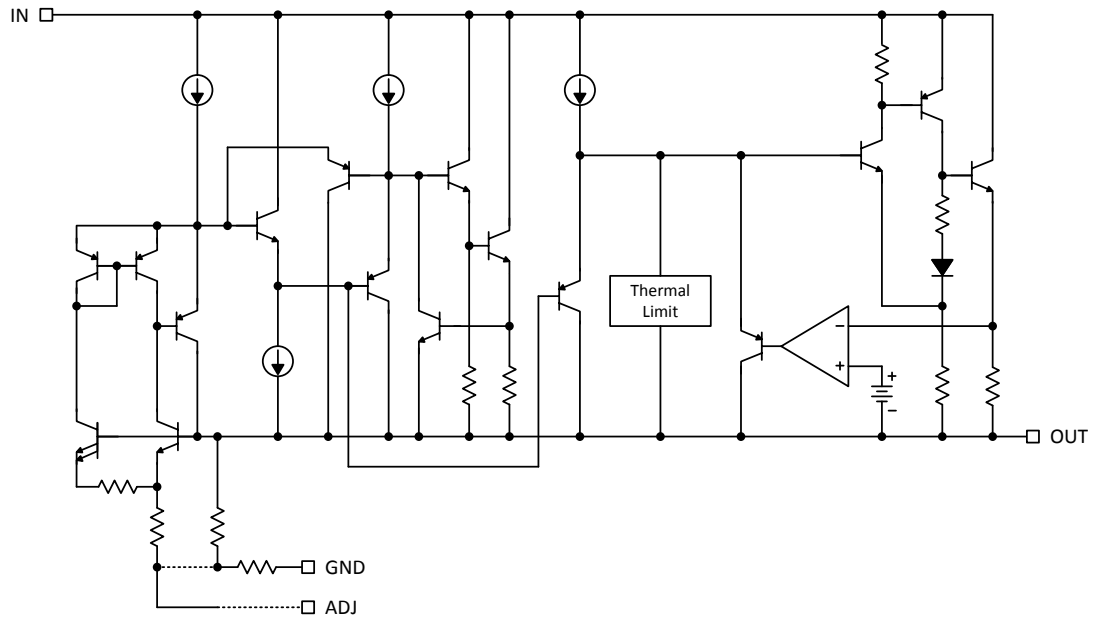 IN
Thermal
Limit
−
+
+
−
OUT
GND
ADJ